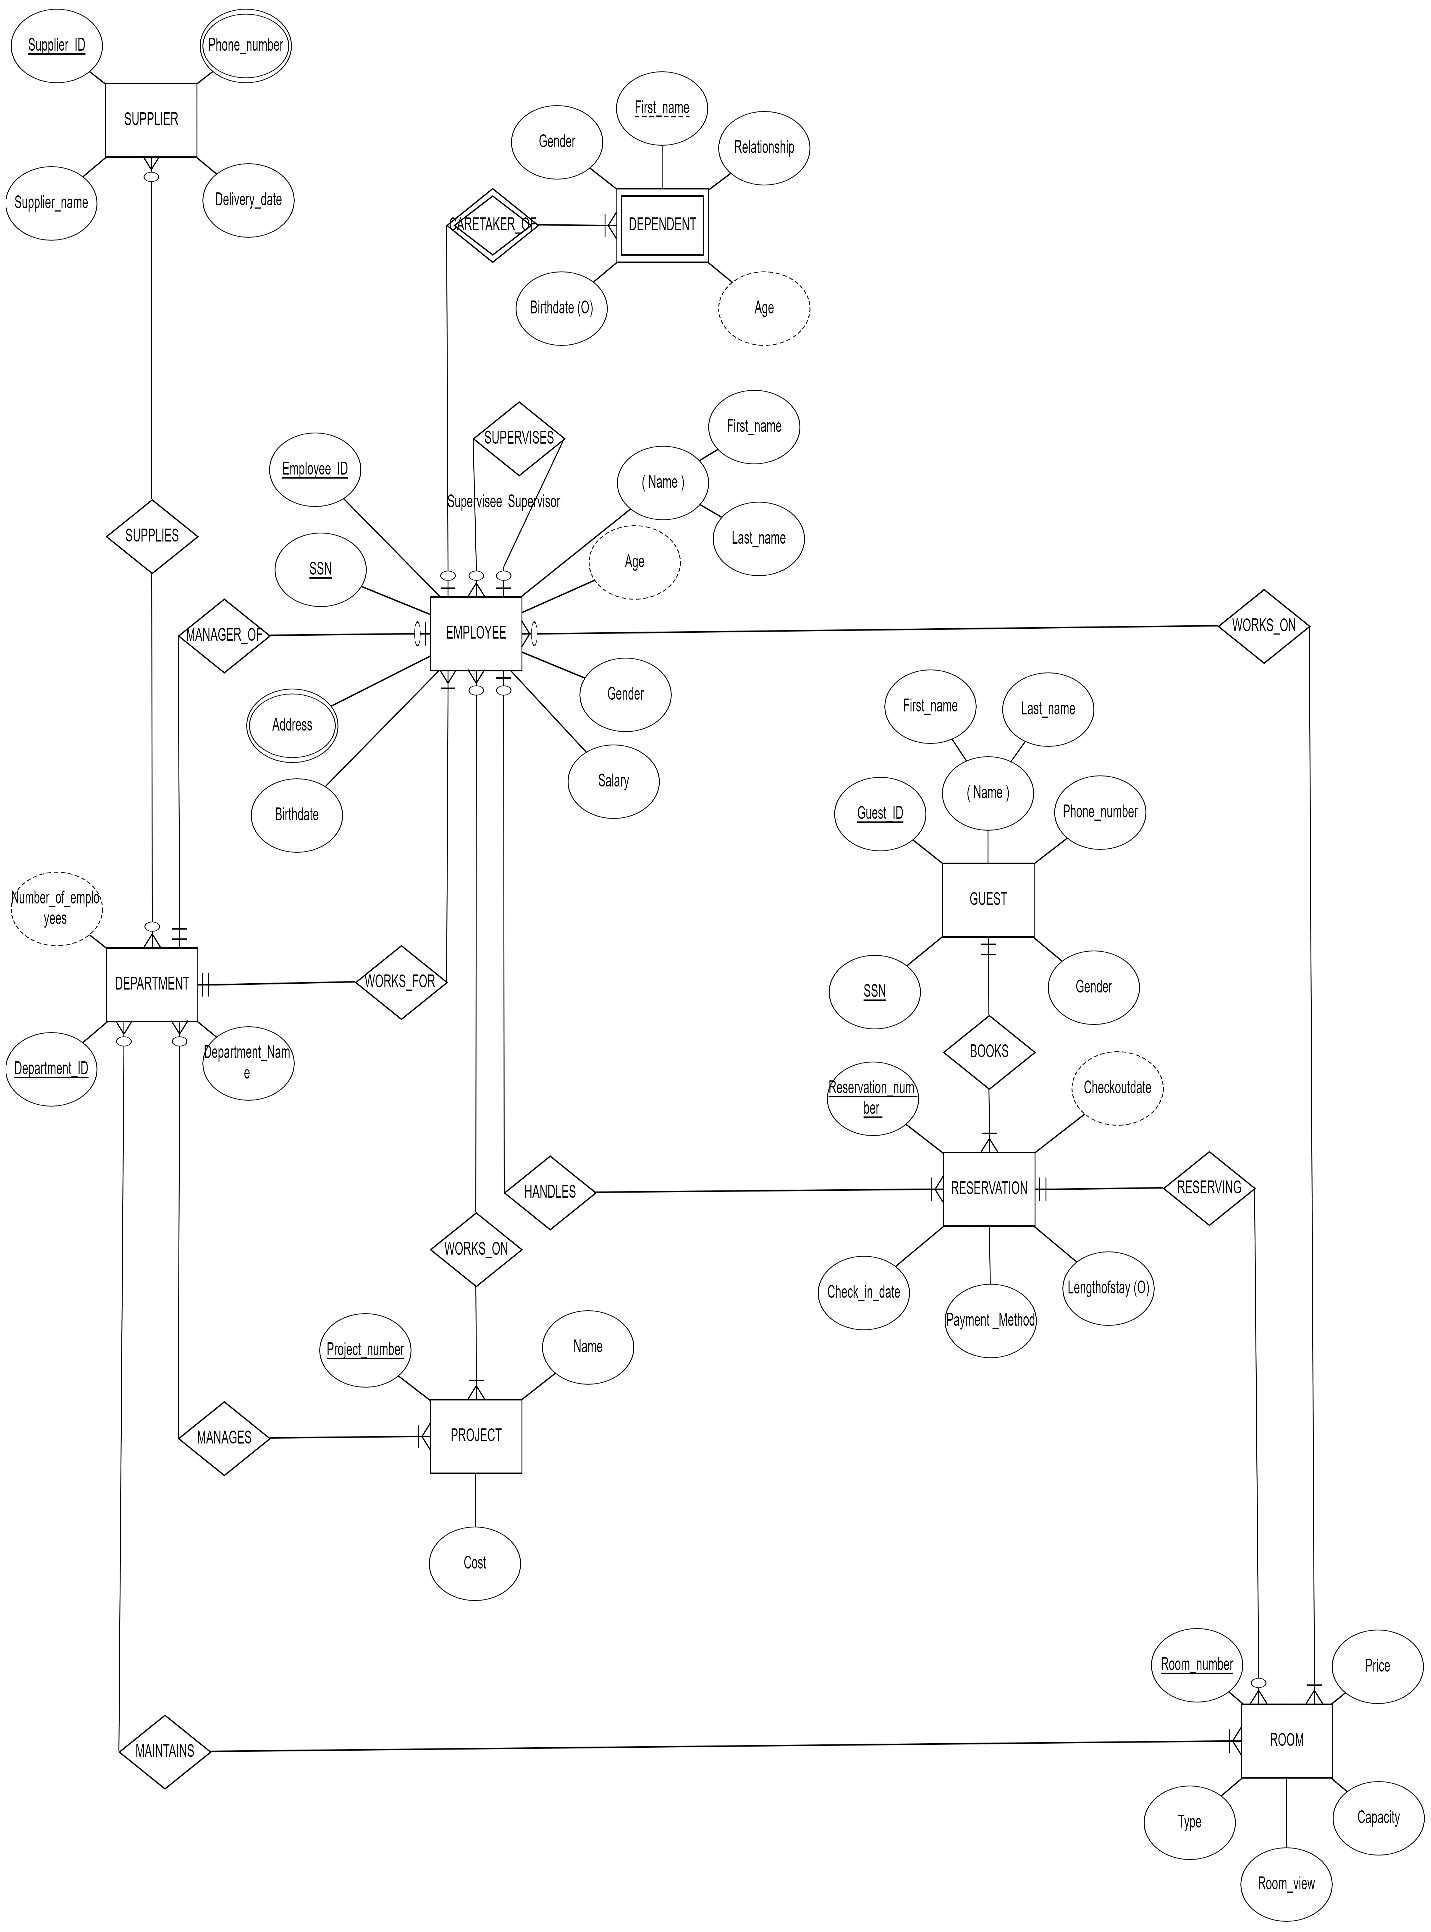 Supplier_ID
Phone_number
SUPPLIER
Supplier_name
Delivery_date
First_name
Gender
Relationship
CARETAKER_OF
DEPENDENT
Birthdate (O)
Age
SUPERVISES
First_name
Employee_ID
( Name )
Supervisee
Supervisor
Last_name
SUPPLIES
SSN
Age
MANAGER_OF
EMPLOYEE
WORKS_ON
Gender
Address
First_name
Last_name
Salary
Birthdate
( Name )
Guest_ID
Phone_number
Number_of_emplo
yees
GUEST
DEPARTMENT
WORKS_FOR
SSN
Gender
Department_ID
Department_Nam
e
BOOKS
Reservation_num
ber
Checkoutdate
HANDLES
RESERVATION
RESERVING
WORKS_ON
Check_in_date
Payment _Method
Lengthofstay (O)
Project_number
Name
MANAGES
PROJECT
Cost
Room_number
Price
MAINTAINS
ROOM
Type
Capacity
Room_view